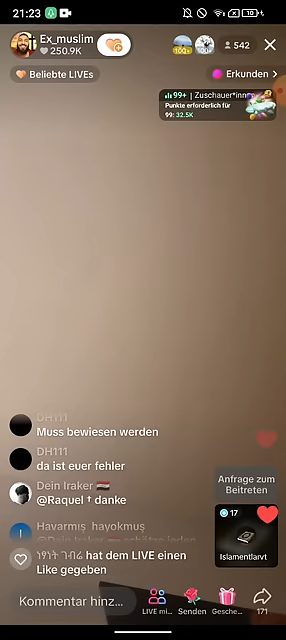 21:23
Ex_muslim
250.9K
542
Beliebte LIVEs
Erkunden >
99+ | Zuschauer*innen
Punkte erforderlich für
99: 32.5K
DH111
Muss bewiesen werden
DH111
da ist euer fehler
Dein Iraker 🇾🇪
@Raquel † danke
Havarmış hayokmuş
hat dem LIVE einen
Like gegeben
Anfrage zum
Beitreten
17
Islamentlarvt
Kommentar hinz...
LIVE mi...
Senden
Gesche...
171